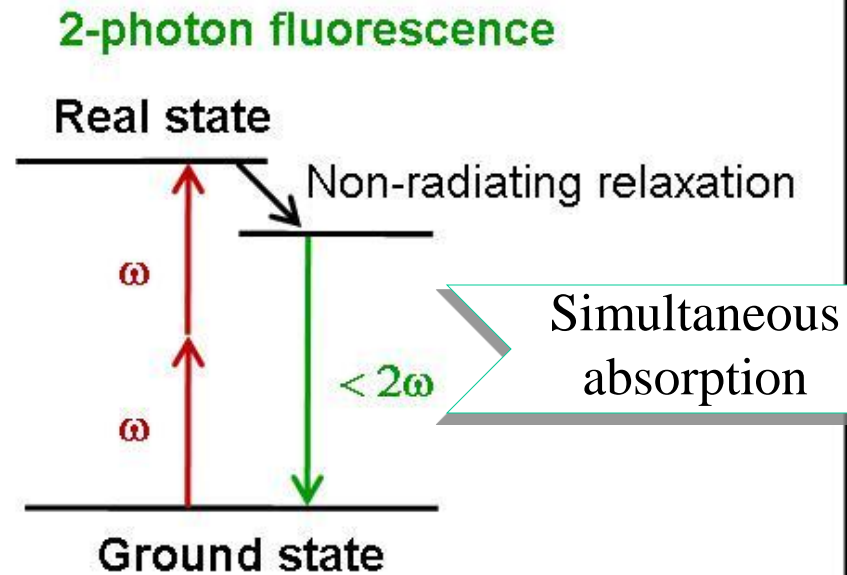 2-photon fluorescence
Real state
Non-radiating relaxation
ω
Simultaneous
absorption
< 2ω
ω
Ground state